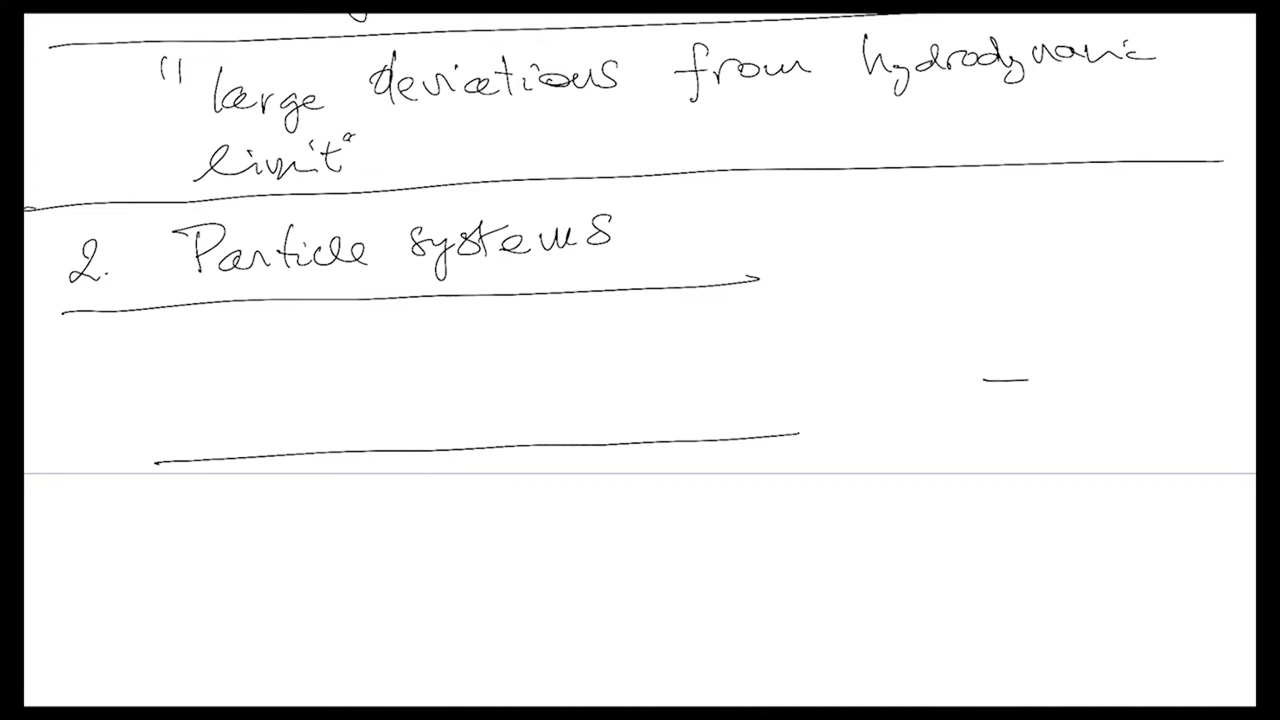 "large deviations from hydrodynamic
limit"
2. Particle systems